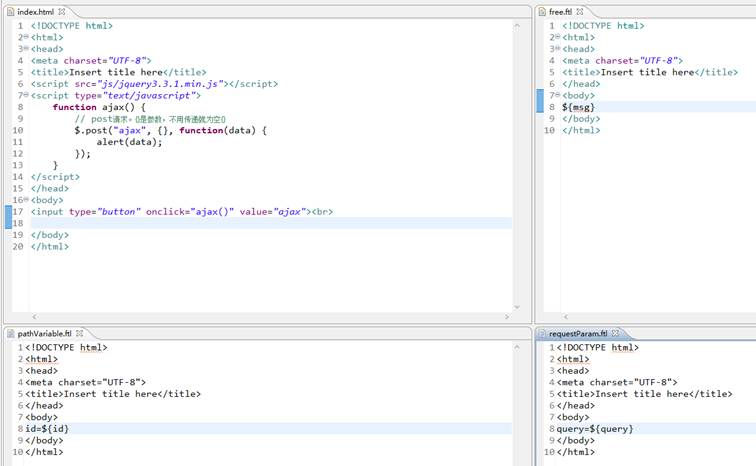 index.html
1 <!DOCTYPE html>
2 <html>
3 <head>
4 <meta charset="UTF-8">
5 <title>Insert title here</title>
6 <script src="js/jquery3.3.1.min.js"></script>
7 <script type="text/javascript">
8     function ajax() {
9         // post请求，{}是参数，不用传递就为空{}
10         $.post("ajax", {}, function(data) {
11             alert(data);
12         });
13     }
14 </script>
15 </head>
16 <body>
17 <input type="button" onclick="ajax()" value="ajax"><br>
18
19 </body>
20 </html>
free.ftl
1 <!DOCTYPE html>
2 <html>
3 <head>
4 <meta charset="UTF-8">
5 <title>Insert title here</title>
6 </head>
7 <body>
8 ${msg}
9 </body>
10 </html>
pathVariable.ftl
1 <!DOCTYPE html>
2 <html>
3 <head>
4 <meta charset="UTF-8">
5 <title>Insert title here</title>
6 </head>
7 <body>
8 id=${id}
9 </body>
10 </html>
requestParam.ftl
1 <!DOCTYPE html>
2 <html>
3 <head>
4 <meta charset="UTF-8">
5 <title>Insert title here</title>
6 </head>
7 <body>
8 query=${query}
9 </body>
10 </html>